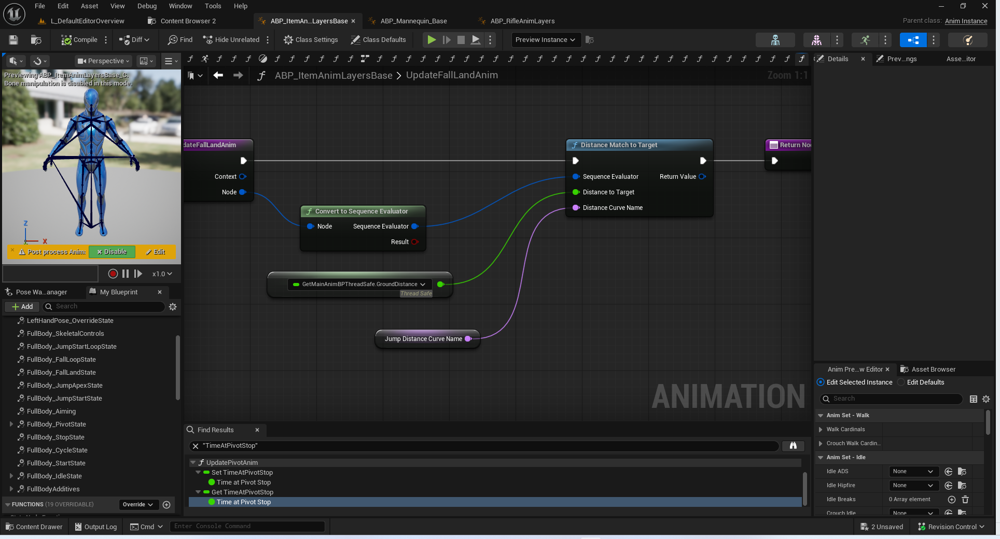 File Edit Asset View Debug Window Tools Help
L_DefaultEditorOverview
Content Browser 2
ABP_ItemAn...LayersBase
ABP_Mannequin_Base
ABP_RifleAnimLayers
Parent class: Anim Instance
Compile
Diff
Find
Hide Unrelated
Class Settings
Class Defaults
Preview Instance
Perspective
Previewing ABP_ItemAnimLayersBase_C.
Bone manipulation is disabled in this mode.
Z
X
Post process Anim
Disable
Edit
x1.0
Pose Wa...anager
My Blueprint
Add
Search
LeftHandPose_OverrideState
FullBody_SkeletalControls
FullBody_JumpStartLoopState
FullBody_FallLoopState
FullBody_FallLandState
FullBody_JumpApexState
FullBody_JumpStartState
FullBody_Aiming
FullBody_PivotState
FullBody_StopState
FullBody_CycleState
FullBody_StartState
FullBody_IdleState
FullBodyAdditives
FUNCTIONS (19 OVERRIDABLE)
Override
ABP_ItemAnimLayersBase > UpdateFallLandAnim
Zoom 1:1
dateFallLandAnim
Context
Node
Convert to Sequence Evaluator
Node
Sequence Evaluator
Result
GetMainAnimBPThreadSafe.GroundDistance
Thread Safe
Jump Distance Curve Name
Distance Match to Target
Sequence Evaluator
Return Value
Distance to Target
Distance Curve Name
Return No
ANIMATION
Find Results
"TimeAtPivotStop"
UpdatePivotAnim
Set TimeAtPivotStop
Time at Pivot Stop
Get TimeAtPivotStop
Time at Pivot Stop
Details
Prev...ngs
Asse...itor
Anim Pre...w Editor
Asset Browser
Edit Selected Instance
Edit Defaults
Search
Anim Set - Walk
Walk Cardinals
Crouch Walk Cardin...
Anim Set - Idle
Idle ADS
None
Idle Hipfire
None
Idle Breaks
0 Array element
Crouch Idle
None
Content Drawer
Output Log
Cmd
Enter Console Command
2 Unsaved
Revision Control